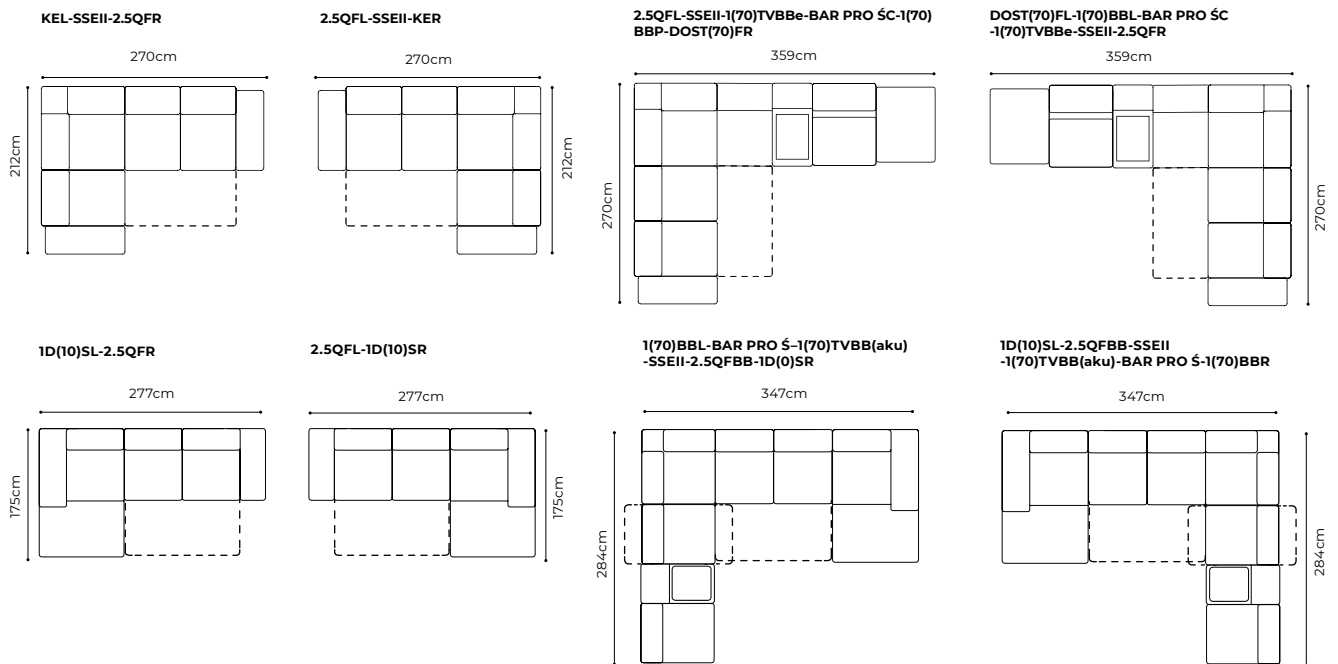 KEL-SSEII-2.5QFR
270cm
212cm
2.5QFL-SSEII-KER
270cm
212cm
2.5QFL-SSEII-1(70)TVBBe-BAR PRO ŚC-1(70)
BBP-DOST(70)FR
359cm
270cm
DOST(70)FL-1(70)BBL-BAR PRO ŚC
-1(70)TVBBe-SSEII-2.5QFR
359cm
270cm
1D(10)SL-2.5QFR
277cm
175cm
2.5QFL-1D(10)SR
277cm
175cm
1(70)BBL-BAR PRO Ś–1(70)TVBB(aku)
-SSEII-2.5QFBB-1D(0)SR
347cm
284cm
1D(10)SL-2.5QFBB-SSEII
-1(70)TVBB(aku)-BAR PRO Ś-1(70)BBR
347cm
284cm